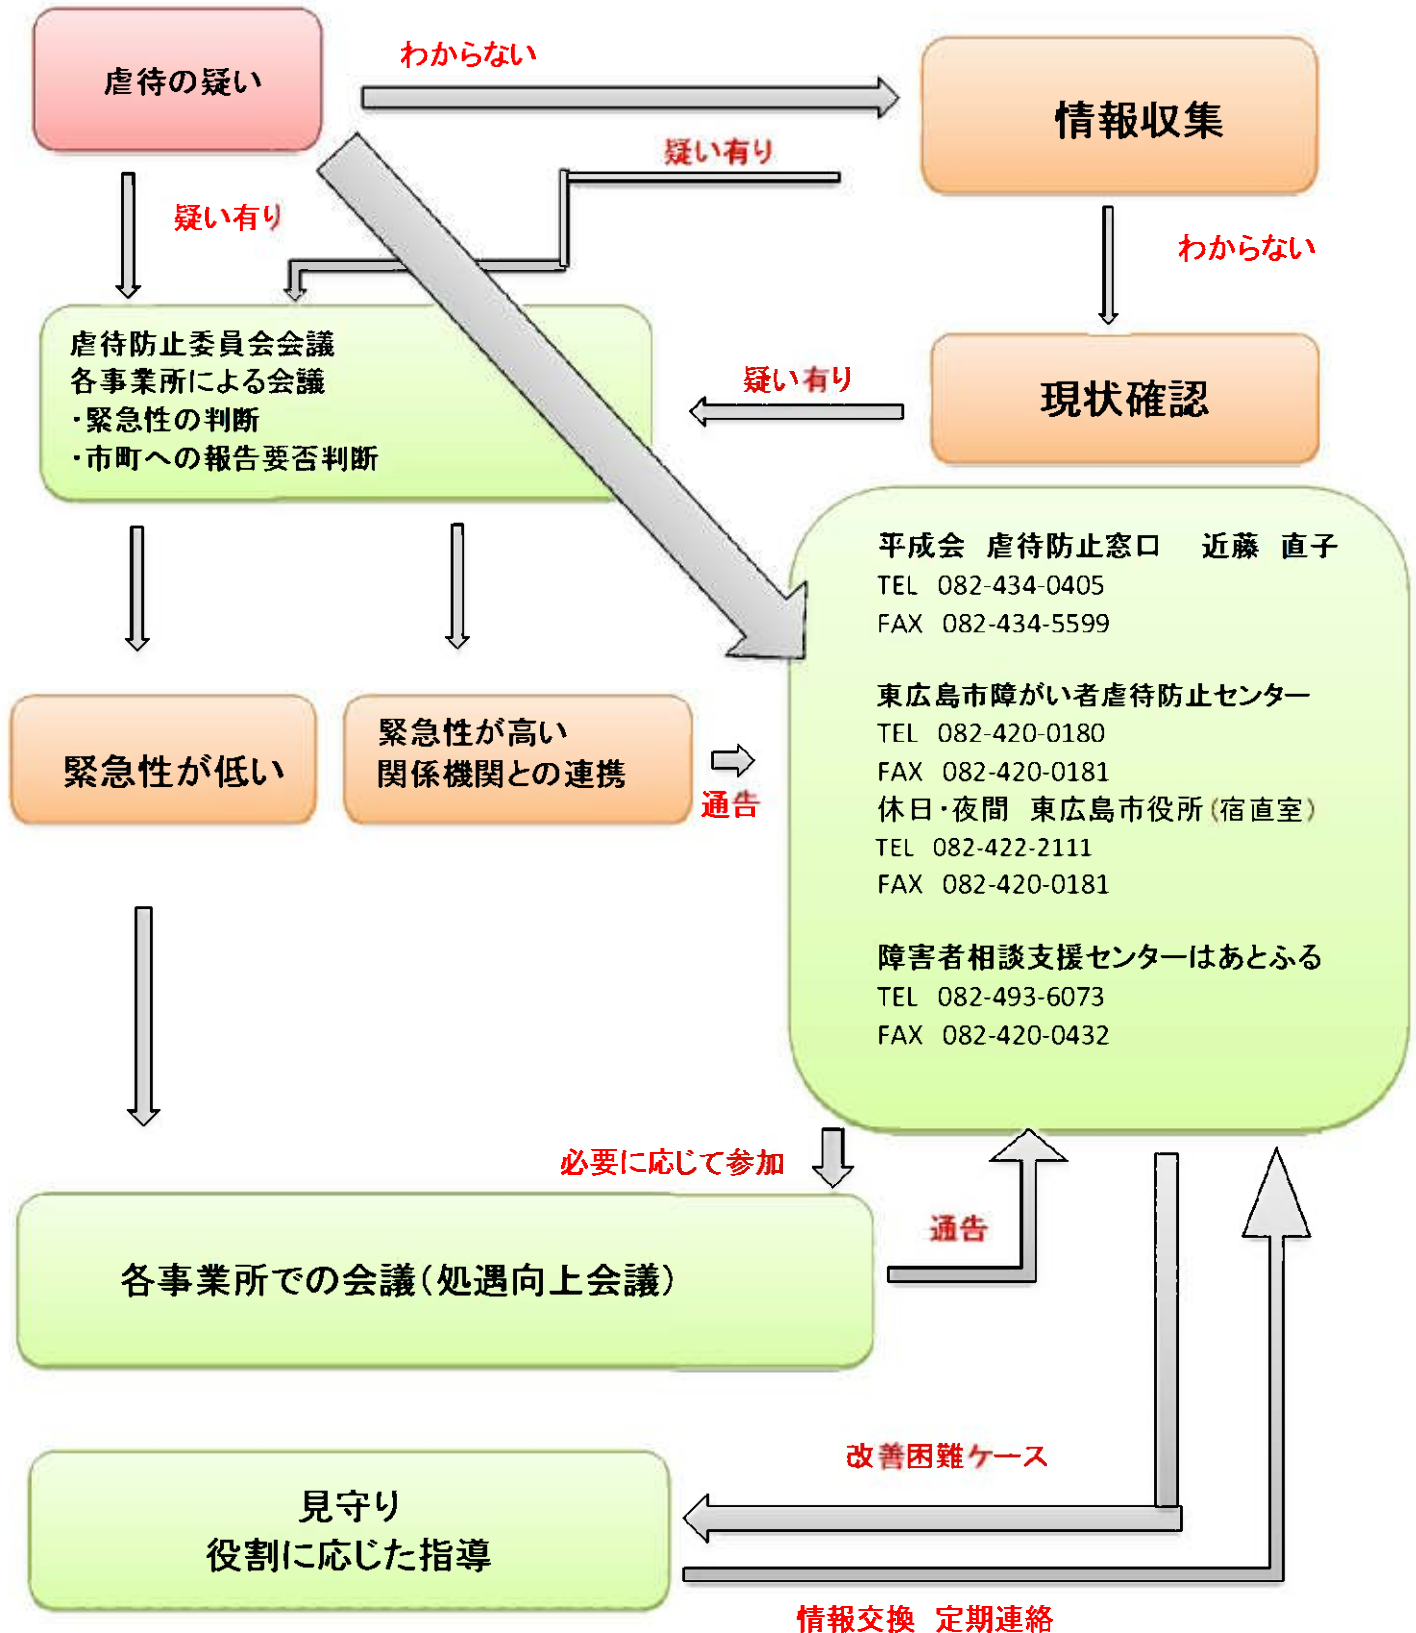 虐待の疑い
わからない
情報収集
疑い有り
疑い有り
わからない
虐待防止委員会会議
各事業所による会議
・緊急性の判断
・市町への報告要否判断
疑い有り
現状確認
平成会　虐待防止窓口　近藤　直子
TEL 082-434-0405
FAX 082-434-5599
東広島市障がい者虐待防止センター
TEL 082-420-0180
FAX 082-420-0181
休日・夜間　東広島市役所(宿直室)
TEL 082-422-2111
FAX 082-420-0181
障害者相談支援センターはあとふる
TEL 082-493-6073
FAX 082-420-0432
緊急性が低い
緊急性が高い
関係機関との連携
通告
必要に応じて参加
各事業所での会議(処遇向上会議)
通告
改善困難ケース
見守り
役割に応じた指導
情報交換　定期連絡